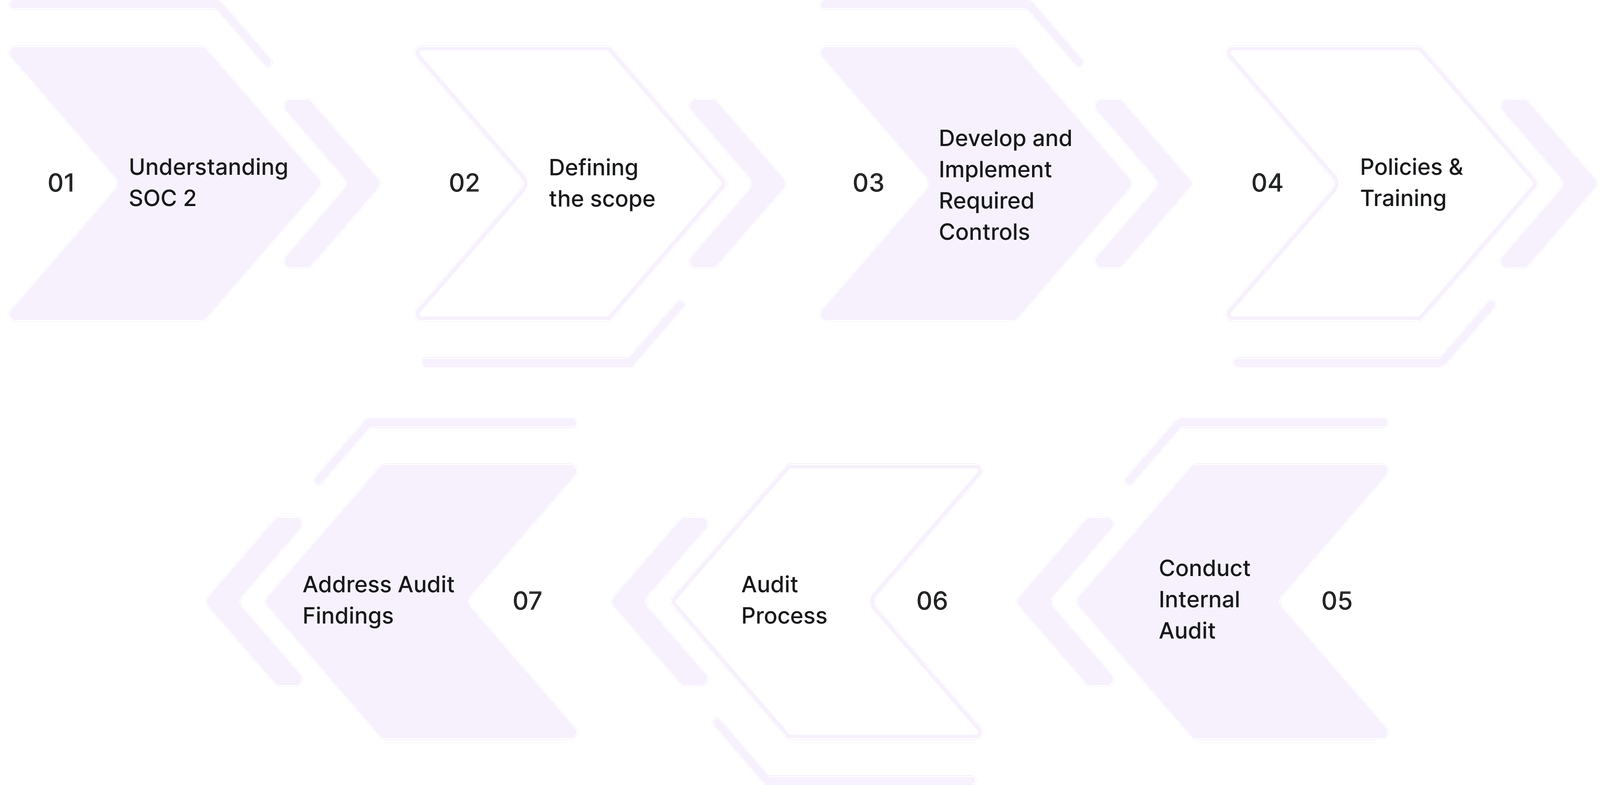 01
Understanding
SOC 2
02
Defining
the scope
03
Develop and
Implement
Required
Controls
04
Policies &
Training
05
Conduct
Internal
Audit
06
Audit
Process
07
Address Audit
Findings